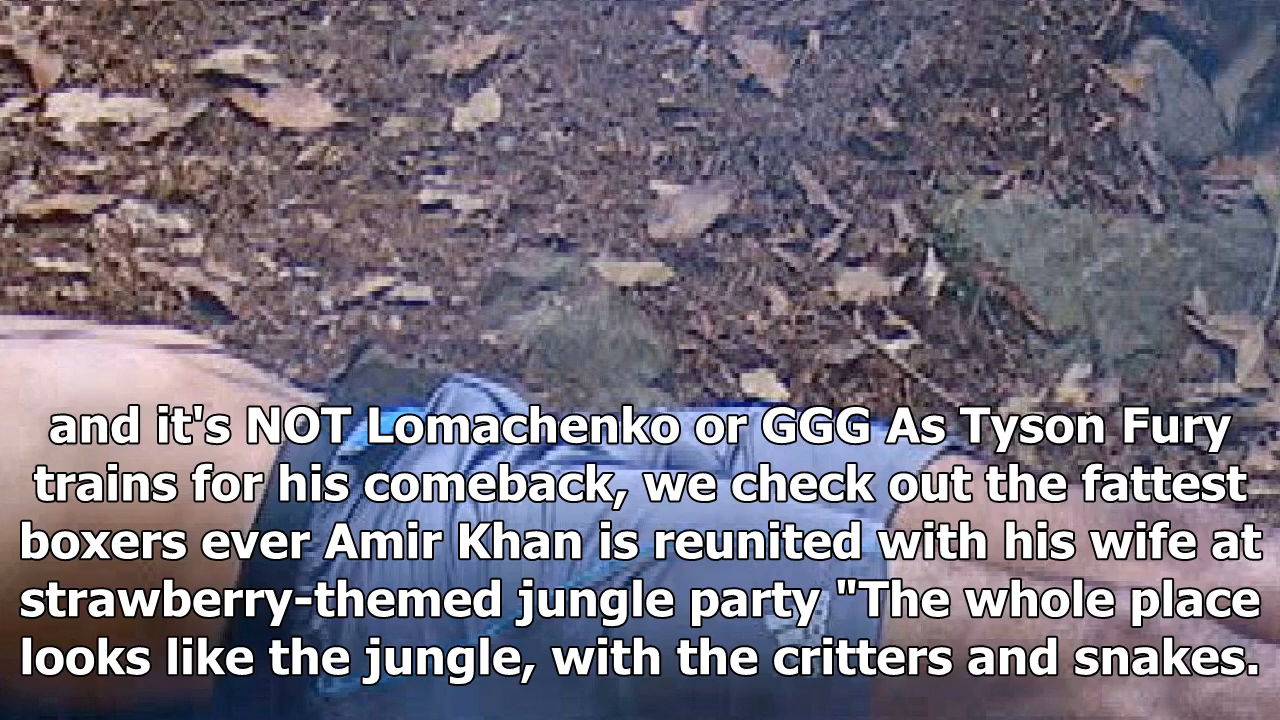 and it's NOT Lomachenko or GGG As Tyson Fury
trains for his comeback, we check out the fattest
boxers ever Amir Khan is reunited with his wife at
strawberry-themed jungle party "The whole place
looks like the jungle, with the critters and snakes.